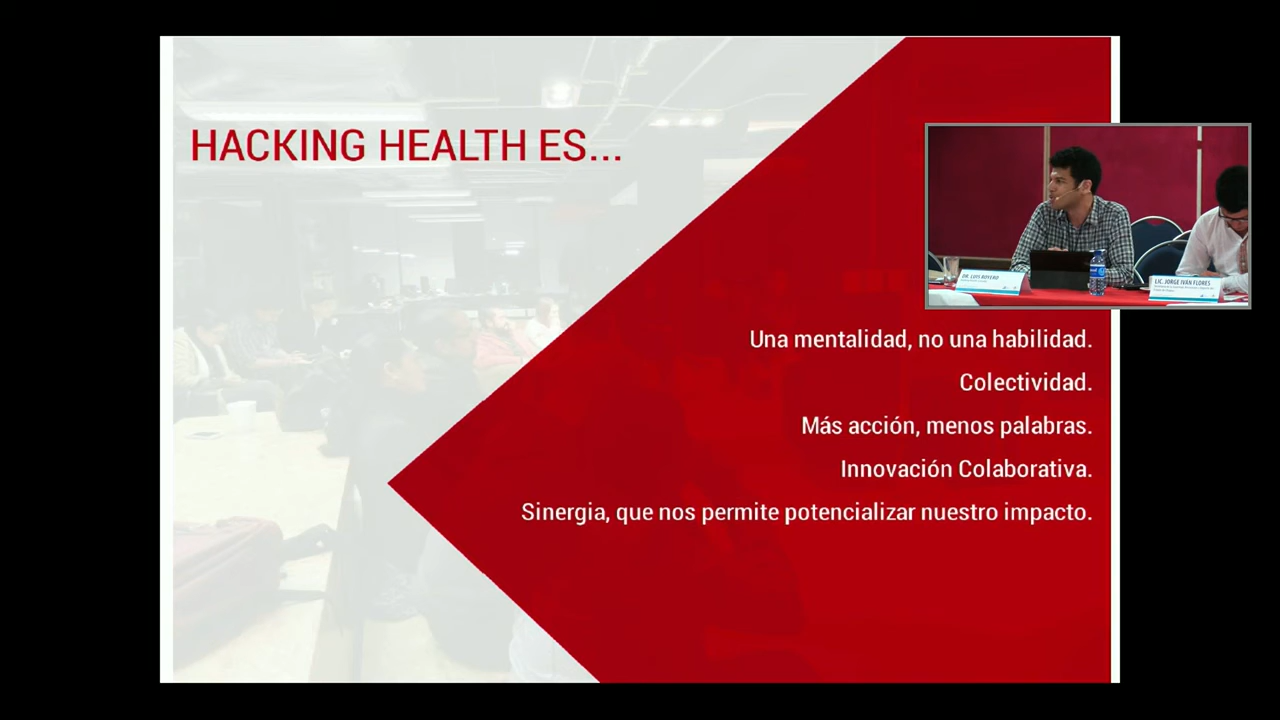 HACKING HEALTH ES...
DR. LUIS ROVERO
LIC. JORGE IVÁN FLORES
Una mentalidad, no una habilidad.
Colectividad.
Más acción, menos palabras.
Innovación Colaborativa.
Sinergia, que nos permite potencializar nuestro impacto.